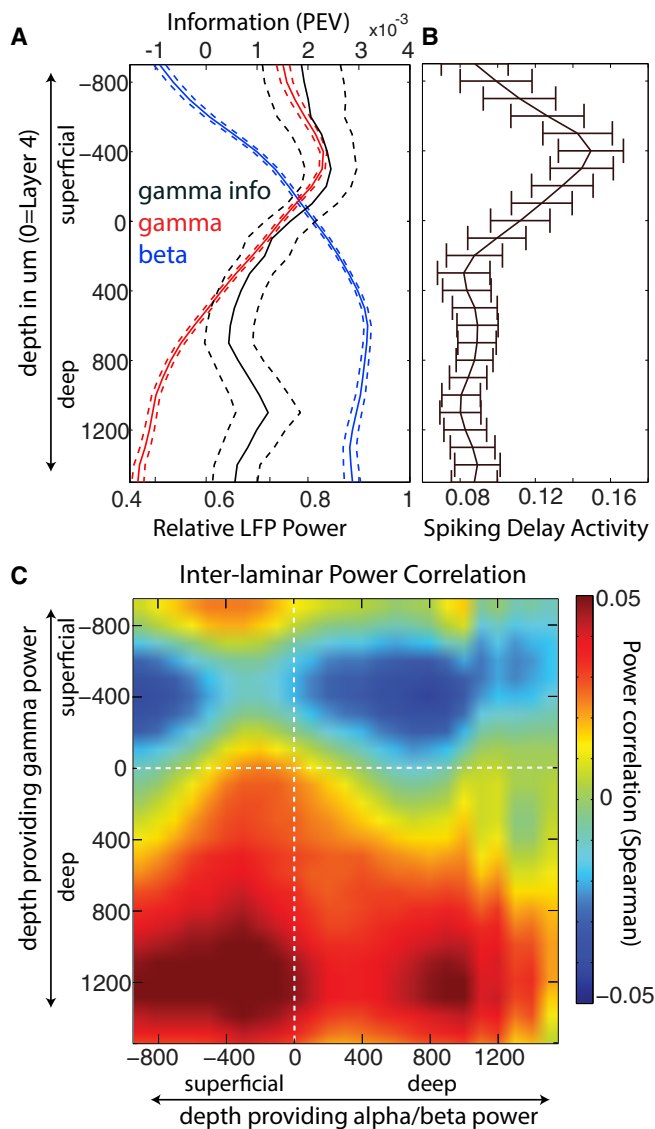 A
Information (PEV)
x10⁻³
-1 0 1 2 3 4
B
depth in um (0=Layer 4)
superficial
deep
−800
−400
0
400
800
1200
gamma info
gamma
beta
0.4 0.6 0.8 1
Relative LFP Power
0.08 0.12 0.16
Spiking Delay Activity
C
Inter-laminar Power Correlation
depth providing gamma power
superficial
deep
−800
−400
0
400
800
1200
0.05
0
−0.05
Power correlation (Spearman)
−800 −400 0 400 800 1200
superficial deep
depth providing alpha/beta power